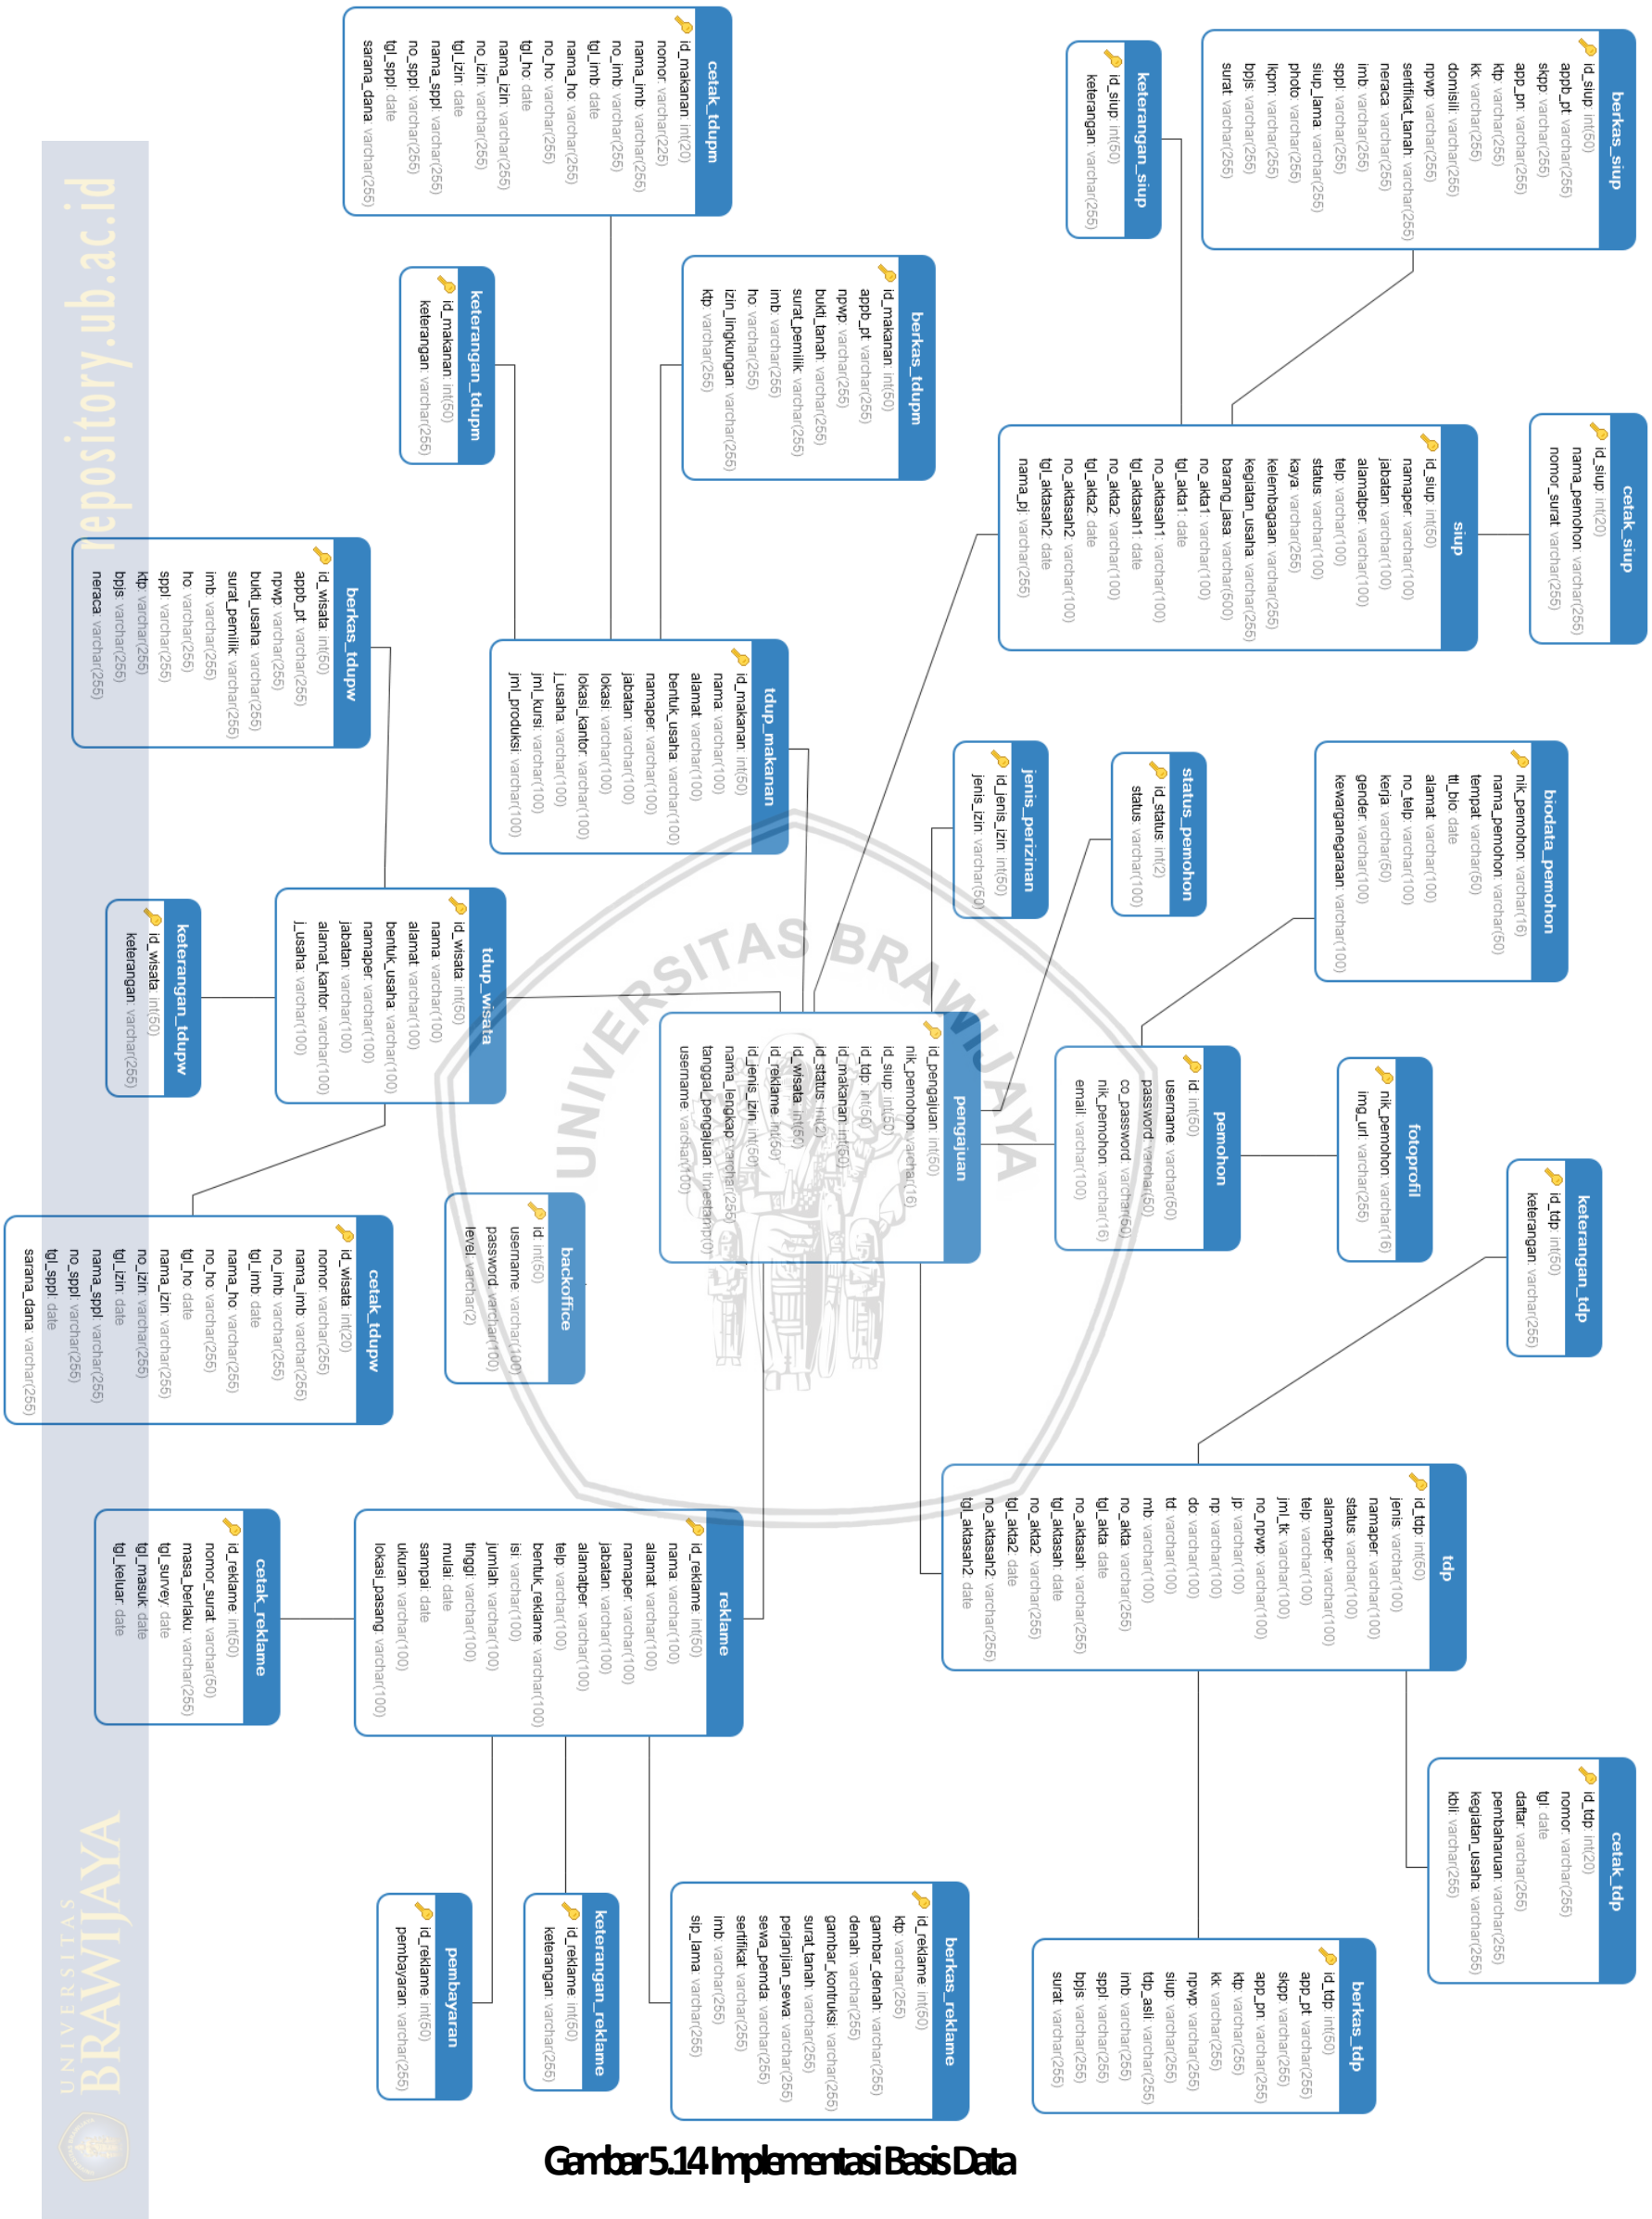 berkas_siup
id_siup: int(50)
appb_pt: varchar(255)
skpp: varchar(255)
app_pn: varchar(255)
ktp: varchar(255)
kk: varchar(255)
domisili: varchar(255)
npwp: varchar(255)
sertifikat_tanah: varchar(255)
neraca: varchar(255)
imb: varchar(255)
sppl: varchar(255)
siup_lama: varchar(255)
photo: varchar(255)
lkpm: varchar(255)
bpjs: varchar(255)
surat: varchar(255)
cetak_siup
id_siup: int(20)
nama_pemohon: varchar(255)
nomor_surat: varchar(255)
biodata_pemohon
nik_pemohon: varchar(16)
nama_pemohon: varchar(50)
tempat: varchar(50)
ttl_bio: date
alamat: varchar(100)
no_telp: varchar(100)
kerja: varchar(50)
gender: varchar(100)
kewarganegaraan: varchar(100)
fotoprofil
nik_pemohon: varchar(16)
img_url: varchar(255)
keterangan_tdp
id_tdp: int(50)
keterangan: varchar(255)
cetak_tdp
id_tdp: int(20)
nomor: varchar(255)
tgl: date
daftar: varchar(255)
pembaharuan: varchar(255)
kegiatan_usaha: varchar(255)
kbli: varchar(255)
keterangan_siup
id_siup: int(50)
keterangan: varchar(255)
siup
id_siup: int(50)
namaper: varchar(100)
jabatan: varchar(100)
alamatper: varchar(100)
telp: varchar(100)
status: varchar(100)
kaya: varchar(255)
kelembagaan: varchar(255)
kegiatan_usaha: varchar(255)
barang_jasa: varchar(500)
no_akta1: varchar(100)
tgl_akta1: date
no_aktasah1: varchar(100)
tgl_aktasah1: date
no_akta2: varchar(100)
tgl_akta2: date
no_aktasah2: varchar(100)
tgl_aktasah2: date
nama_pj: varchar(255)
status_pemohon
id_status: int(2)
status: varchar(100)
jenis_perizinan
id_jenis_izin: int(50)
jenis_izin: varchar(50)
pemohon
id: int(50)
username: varchar(50)
password: varchar(50)
co_password: varchar(50)
nik_pemohon: varchar(16)
email: varchar(100)
tdp
id_tdp: int(50)
jenis: varchar(100)
namaper: varchar(100)
status: varchar(100)
alamatper: varchar(100)
telp: varchar(100)
jml_tk: varchar(100)
no_npwp: varchar(100)
jp: varchar(100)
np: varchar(100)
do: varchar(100)
td: varchar(100)
mb: varchar(100)
no_akta: varchar(255)
tgl_akta: date
no_aktasah: varchar(255)
tgl_aktasah: date
no_akta2: varchar(255)
tgl_akta2: date
no_aktasah2: varchar(255)
tgl_aktasah2: date
berkas_tdp
id_tdp: int(50)
app_pt: varchar(255)
skpp: varchar(255)
app_pn: varchar(255)
ktp: varchar(255)
kk: varchar(255)
npwp: varchar(255)
siup: varchar(255)
tdp_asli: varchar(255)
imb: varchar(255)
sppl: varchar(255)
bpjs: varchar(255)
surat: varchar(255)
cetak_tdupm
id_makanan: int(20)
nomor: varchar(225)
nama_imb: varchar(255)
no_imb: varchar(255)
tgl_imb: date
nama_ho: varchar(255)
no_ho: varchar(255)
tgl_ho: date
nama_izin: varchar(255)
no_izin: varchar(255)
tgl_izin: date
nama_sppl: varchar(255)
no_sppl: varchar(255)
tgl_sppl: date
sarana_dana: varchar(255)
berkas_tdupm
id_makanan: int(50)
appb_pt: varchar(255)
npwp: varchar(255)
bukti_tanah: varchar(255)
surat_pemilik: varchar(255)
imb: varchar(255)
ho: varchar(255)
izin_lingkungan: varchar(255)
ktp: varchar(255)
keterangan_tdupm
id_makanan: int(50)
keterangan: varchar(255)
tdup_makanan
id_makanan: int(50)
nama: varchar(100)
alamat: varchar(100)
bentuk_usaha: varchar(100)
namaper: varchar(100)
jabatan: varchar(100)
lokasi: varchar(100)
lokasi_kantor: varchar(100)
j_usaha: varchar(100)
jml_kursi: varchar(100)
jml_produksi: varchar(100)
pengajuan
id_pengajuan: int(50)
nik_pemohon: varchar(16)
id_siup: int(50)
id_tdp: int(50)
id_makanan: int(50)
id_status: int(2)
id_wisata: int(50)
id_reklame: int(50)
id_jenis_izin: int(50)
nama_lengkap: varchar(255)
tanggal_pengajuan: timestamp(0)
username: varchar(100)
UNIVERSITAS BRAWIJAYA
backoffice
id: int(50)
username: varchar(100)
password: varchar(100)
level: varchar(2)
reklame
id_reklame: int(50)
nama: varchar(100)
alamat: varchar(100)
namaper: varchar(100)
jabatan: varchar(100)
alamatper: varchar(100)
telp: varchar(100)
bentuk_reklame: varchar(100)
isi: varchar(100)
jumlah: varchar(100)
tinggi: varchar(100)
mulai: date
sampai: date
ukuran: varchar(100)
lokasi_pasang: varchar(100)
berkas_reklame
id_reklame: int(50)
ktp: varchar(255)
gambar_denah: varchar(255)
denah: varchar(255)
gambar_kontruksi: varchar(255)
surat_tanah: varchar(255)
perjanjian_sewa: varchar(255)
sewa_pemda: varchar(255)
sertifikat: varchar(255)
imb: varchar(255)
sip_lama: varchar(255)
keterangan_reklame
id_reklame: int(50)
keterangan: varchar(255)
pembayaran
id_reklame: int(50)
pembayaran: varchar(255)
berkas_tdupw
id_wisata: int(50)
appb_pt: varchar(255)
npwp: varchar(255)
bukti_usaha: varchar(255)
surat_pemilik: varchar(255)
imb: varchar(255)
ho: varchar(255)
sppl: varchar(255)
ktp: varchar(255)
bpjs: varchar(255)
neraca: varchar(255)
tdup_wisata
id_wisata: int(50)
nama: varchar(100)
alamat: varchar(100)
bentuk_usaha: varchar(100)
namaper: varchar(100)
jabatan: varchar(100)
alamat_kantor: varchar(100)
j_usaha: varchar(100)
keterangan_tdupw
id_wisata: int(50)
keterangan: varchar(255)
cetak_tdupw
id_wisata: int(20)
nomor: varchar(255)
nama_imb: varchar(255)
no_imb: varchar(255)
tgl_imb: date
nama_ho: varchar(255)
no_ho: varchar(255)
tgl_ho: date
nama_izin: varchar(255)
no_izin: varchar(255)
tgl_izin: date
nama_sppl: varchar(255)
no_sppl: varchar(255)
tgl_sppl: date
sarana_dana: varchar(255)
cetak_reklame
id_reklame: int(50)
nomor_surat: varchar(50)
masa_berlaku: varchar(255)
tgl_survey: date
tgl_masuk: date
tgl_keluar: date
repository.ub.ac.id
UNIVERSITAS
BRAWIJAYA
Gambar 5.14 Implementasi Basis Data